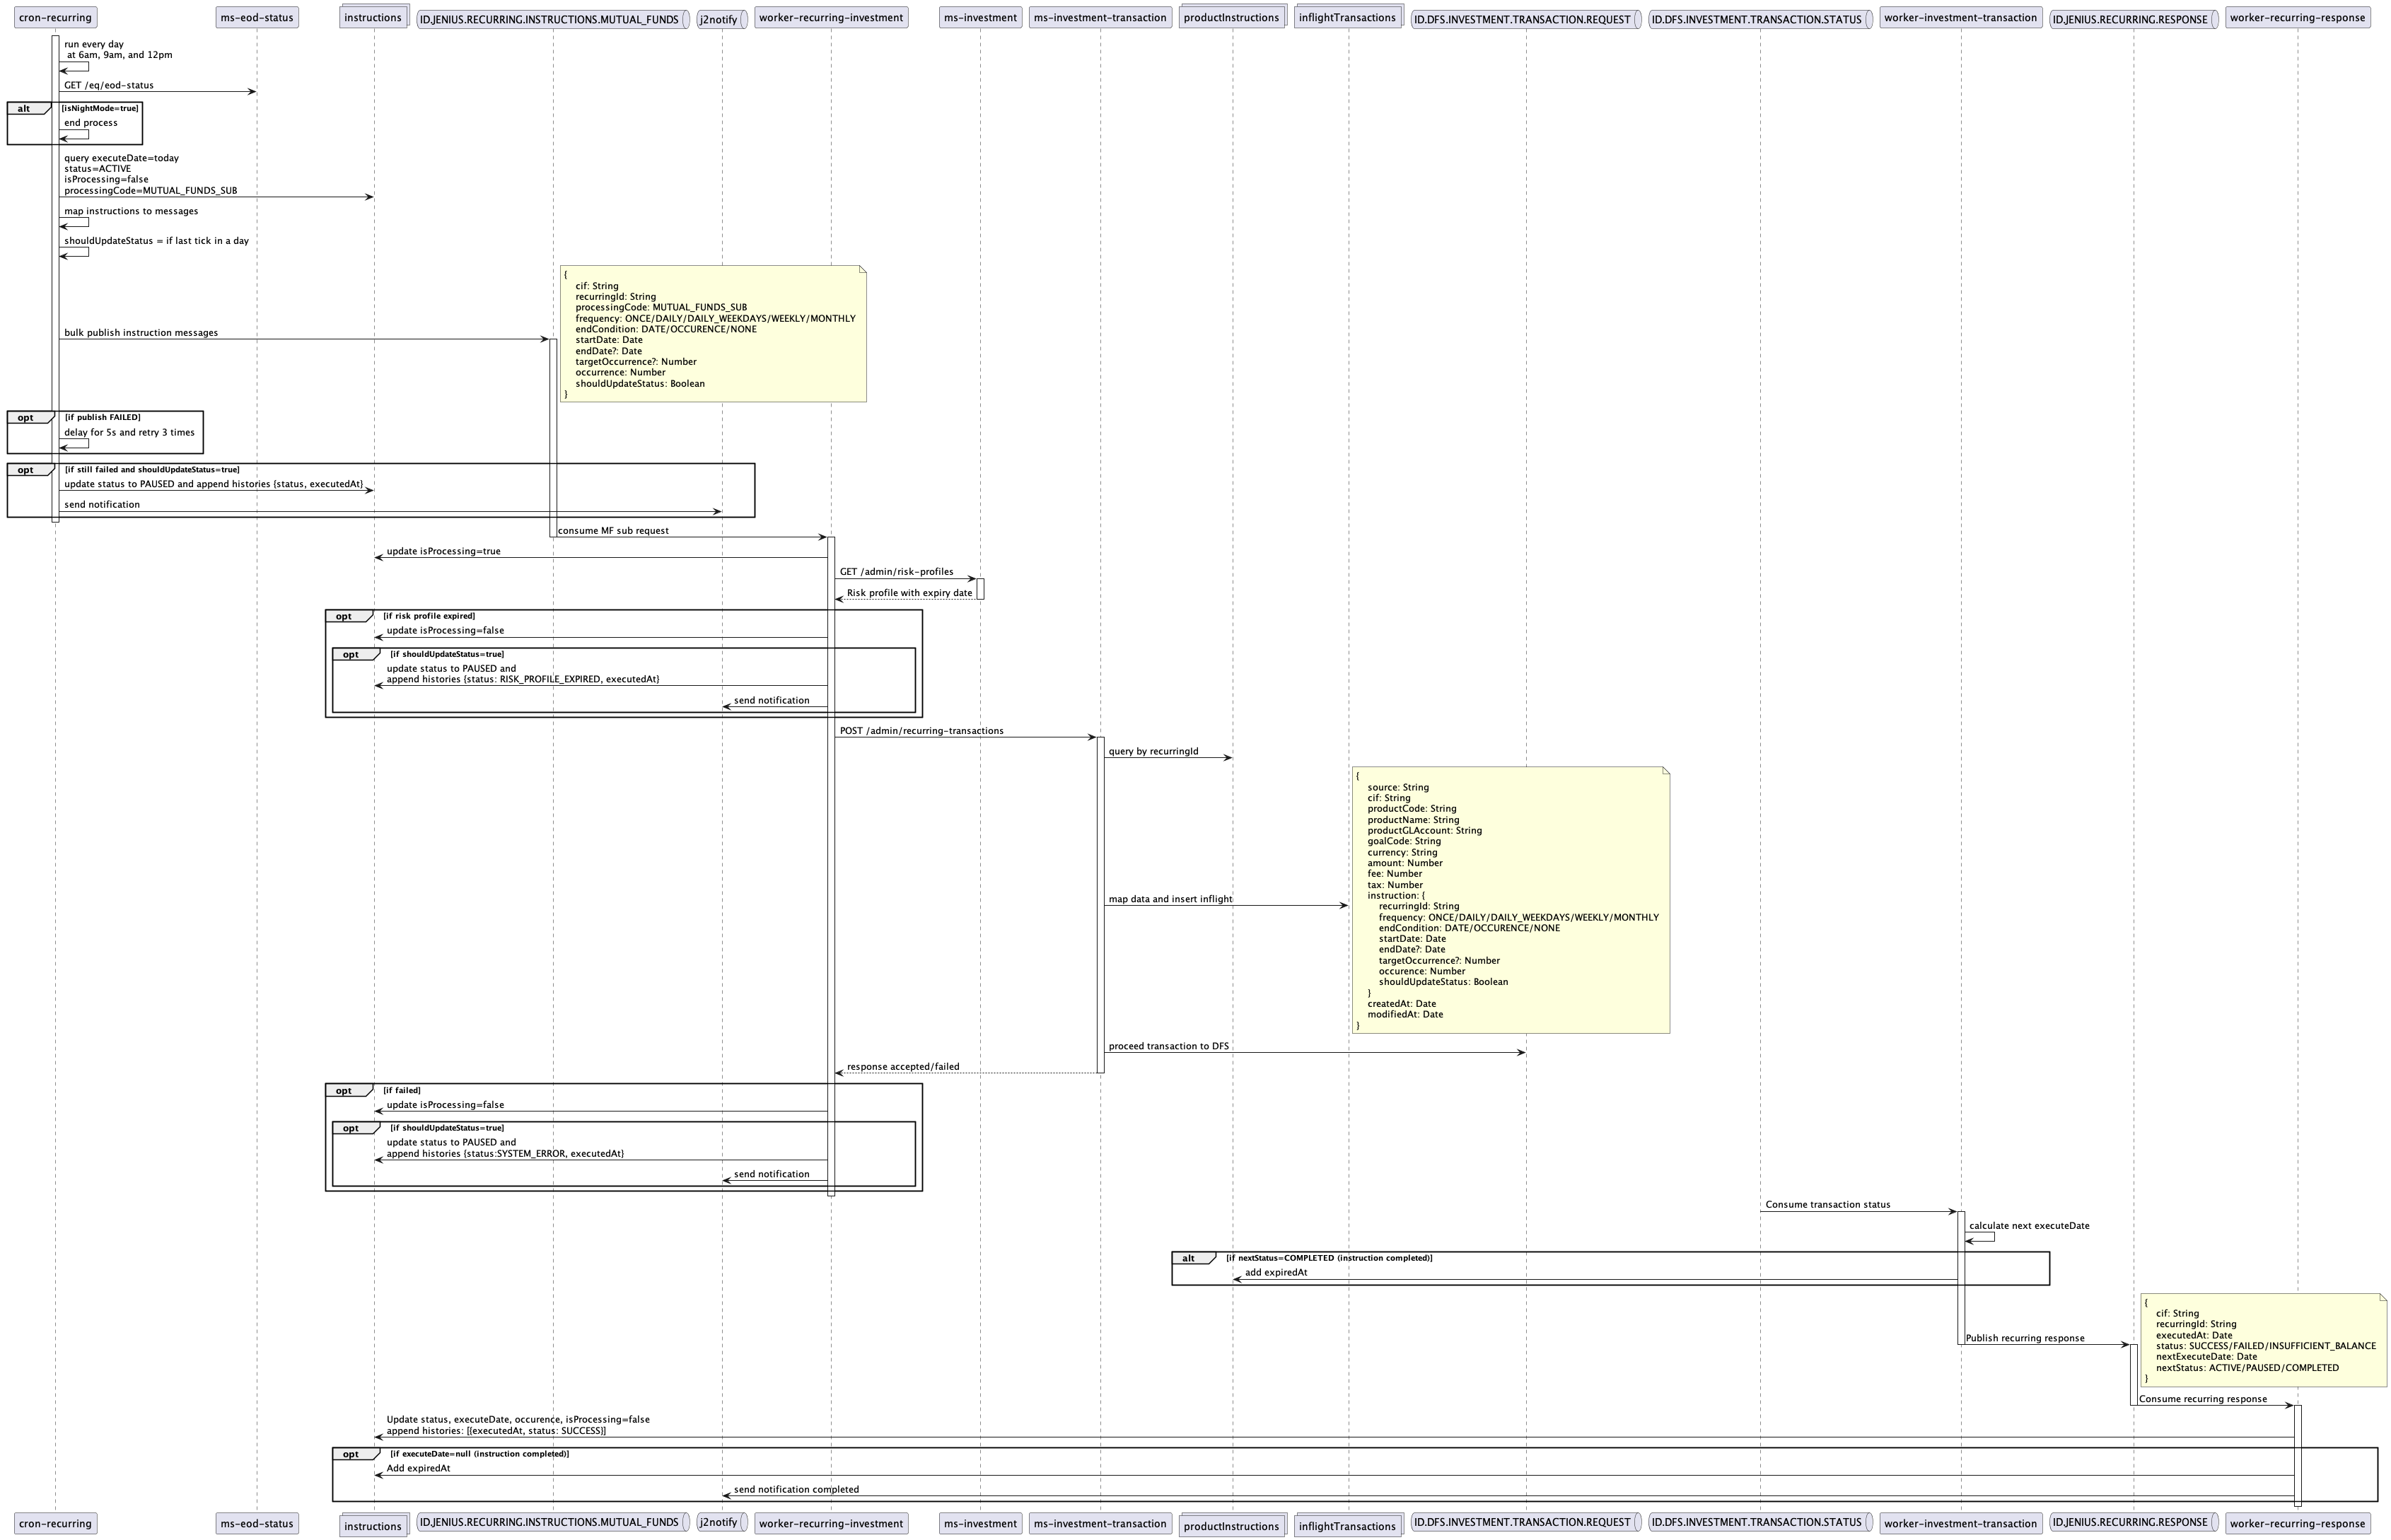 cron-recurring
ms-eod-status
instructions
ID.JENIUS.RECURRING.INSTRUCTIONS.MUTUAL_FUNDS
j2notify
worker-recurring-investment
ms-investment
ms-investment-transaction
productInstructions
inflightTransactions
ID.DFS.INVESTMENT.TRANSACTION.REQUEST
ID.DFS.INVESTMENT.TRANSACTION.STATUS
worker-investment-transaction
ID.JENIUS.RECURRING.RESPONSE
worker-recurring-response
run every day
at 6am, 9am, and 12pm
GET /eq/eod-status
alt [isNightMode=true]
end process
query executeDate=today
status=ACTIVE
isProcessing=false
processingCode=MUTUAL_FUNDS_SUB
map instructions to messages
shouldUpdateStatus = if last tick in a day
bulk publish instruction messages
{
cif: String
recurringId: String
processingCode: MUTUAL_FUNDS_SUB
frequency: ONCE/DAILY/DAILY_WEEKDAYS/WEEKLY/MONTHLY
endCondition: DATE/OCCURENCE/NONE
startDate: Date
endDate?: Date
targetOccurrence?: Number
occurrence: Number
shouldUpdateStatus: Boolean
}
opt [if publish FAILED]
delay for 5s and retry 3 times
opt [if still failed and shouldUpdateStatus=true]
update status to PAUSED and append histories {status, executedAt}
send notification
consume MF sub request
update isProcessing=true
GET /admin/risk-profiles
Risk profile with expiry date
opt [if risk profile expired]
update isProcessing=false
opt [if shouldUpdateStatus=true]
update status to PAUSED and
append histories {status: RISK_PROFILE_EXPIRED, executedAt}
send notification
POST /admin/recurring-transactions
query by recurringId
map data and insert inflight
{
source: String
cif: String
productCode: String
productName: String
productGLAccount: String
goalCode: String
currency: String
amount: Number
fee: Number
tax: Number
instruction: {
recurringId: String
frequency: ONCE/DAILY/DAILY_WEEKDAYS/WEEKLY/MONTHLY
endCondition: DATE/OCCURENCE/NONE
startDate: Date
endDate?: Date
targetOccurrence?: Number
occurence: Number
shouldUpdateStatus: Boolean
}
createdAt: Date
modifiedAt: Date
}
proceed transaction to DFS
response accepted/failed
opt [if failed]
update isProcessing=false
opt [if shouldUpdateStatus=true]
update status to PAUSED and
append histories {status:SYSTEM_ERROR, executedAt}
send notification
Consume transaction status
calculate next executeDate
alt [if nextStatus=COMPLETED (instruction completed)]
add expiredAt
Publish recurring response
{
cif: String
recurringId: String
executedAt: Date
status: SUCCESS/FAILED/INSUFFICIENT_BALANCE
nextExecuteDate: Date
nextStatus: ACTIVE/PAUSED/COMPLETED
}
Consume recurring response
Update status, executeDate, occurence, isProcessing=false
append histories: [{executedAt, status: SUCCESS}]
opt [if executeDate=null (instruction completed)]
Add expiredAt
send notification completed
cron-recurring
ms-eod-status
instructions
ID.JENIUS.RECURRING.INSTRUCTIONS.MUTUAL_FUNDS
j2notify
worker-recurring-investment
ms-investment
ms-investment-transaction
productInstructions
inflightTransactions
ID.DFS.INVESTMENT.TRANSACTION.REQUEST
ID.DFS.INVESTMENT.TRANSACTION.STATUS
worker-investment-transaction
ID.JENIUS.RECURRING.RESPONSE
worker-recurring-response